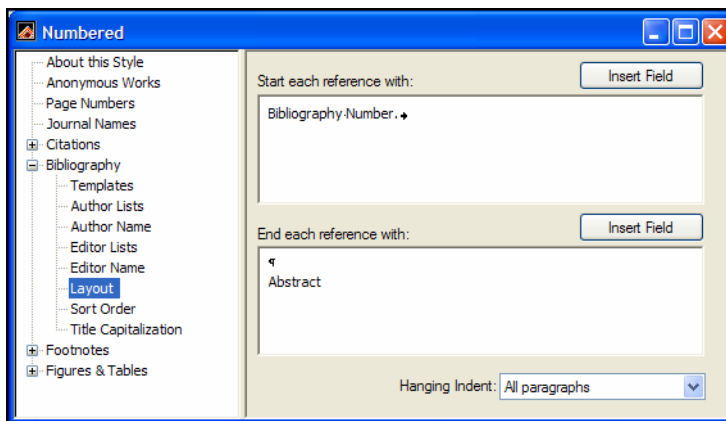 Numbered
About this Style
Anonymous Works
Page Numbers
Journal Names
Citations
Bibliography
Templates
Author Lists
Author Name
Editor Lists
Editor Name
Layout
Sort Order
Title Capitalization
Footnotes
Figures & Tables
Start each reference with:
Insert Field
Bibliography·Number.→
End each reference with:
Insert Field
¶
Abstract
Hanging Indent:
All paragraphs